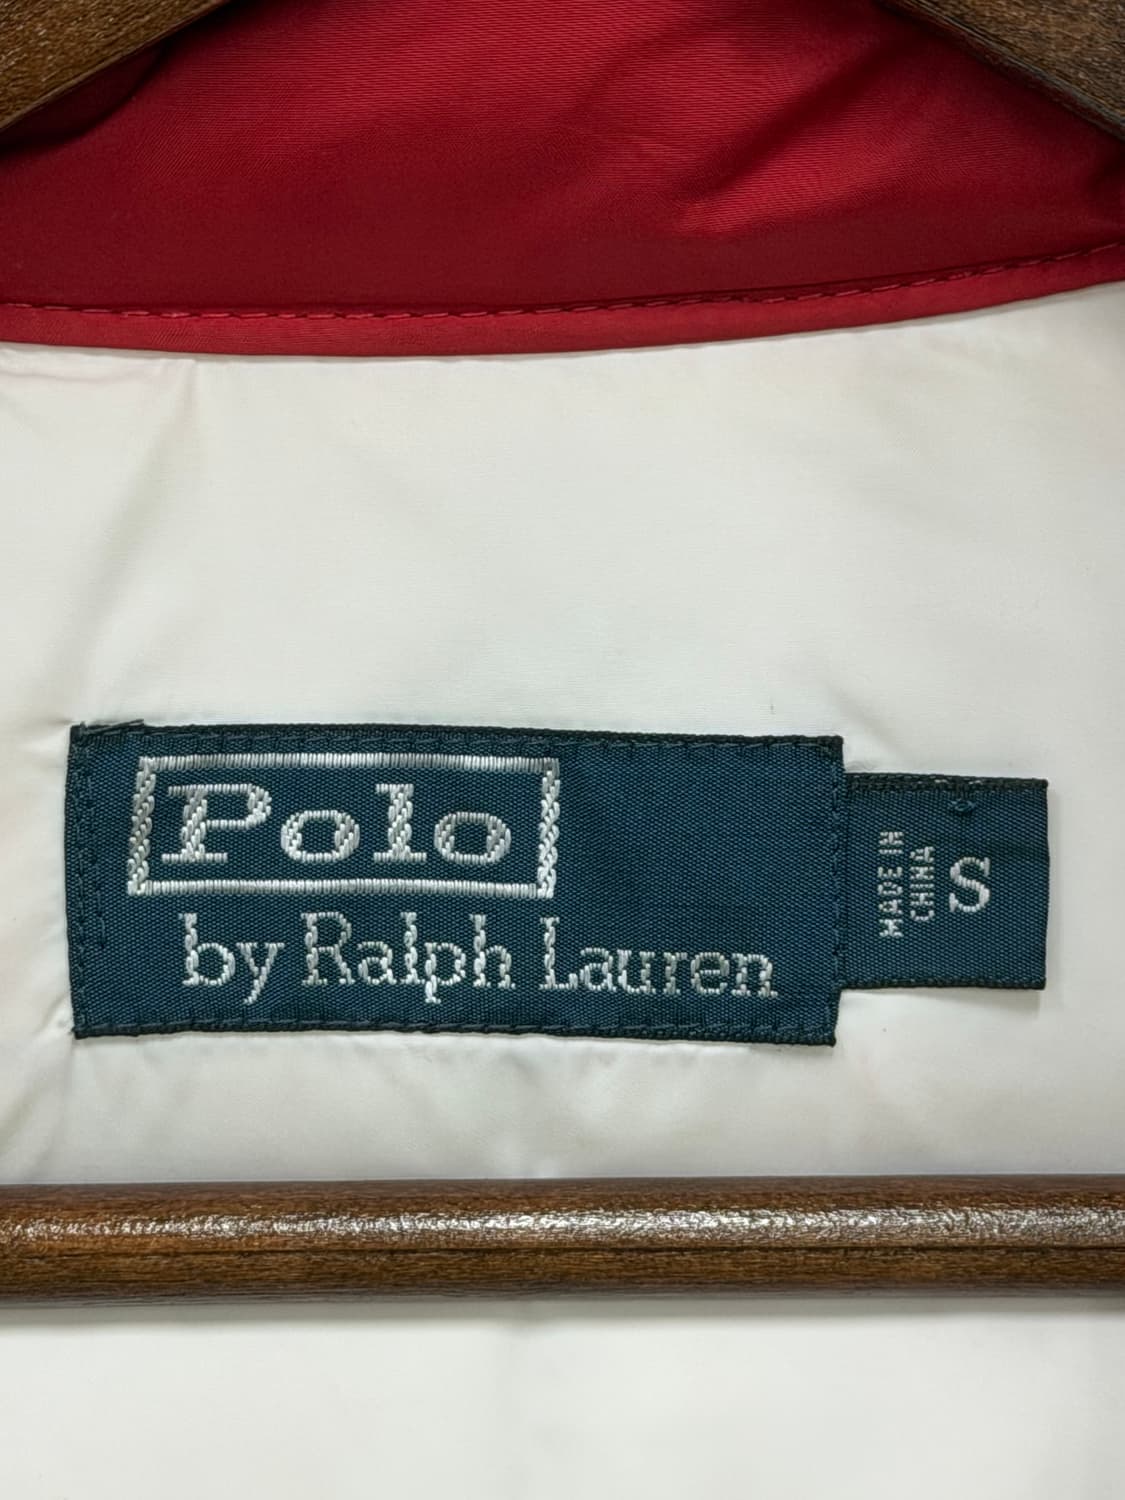 Polo
by Ralph Lauren
MADE IN
CHINA
S